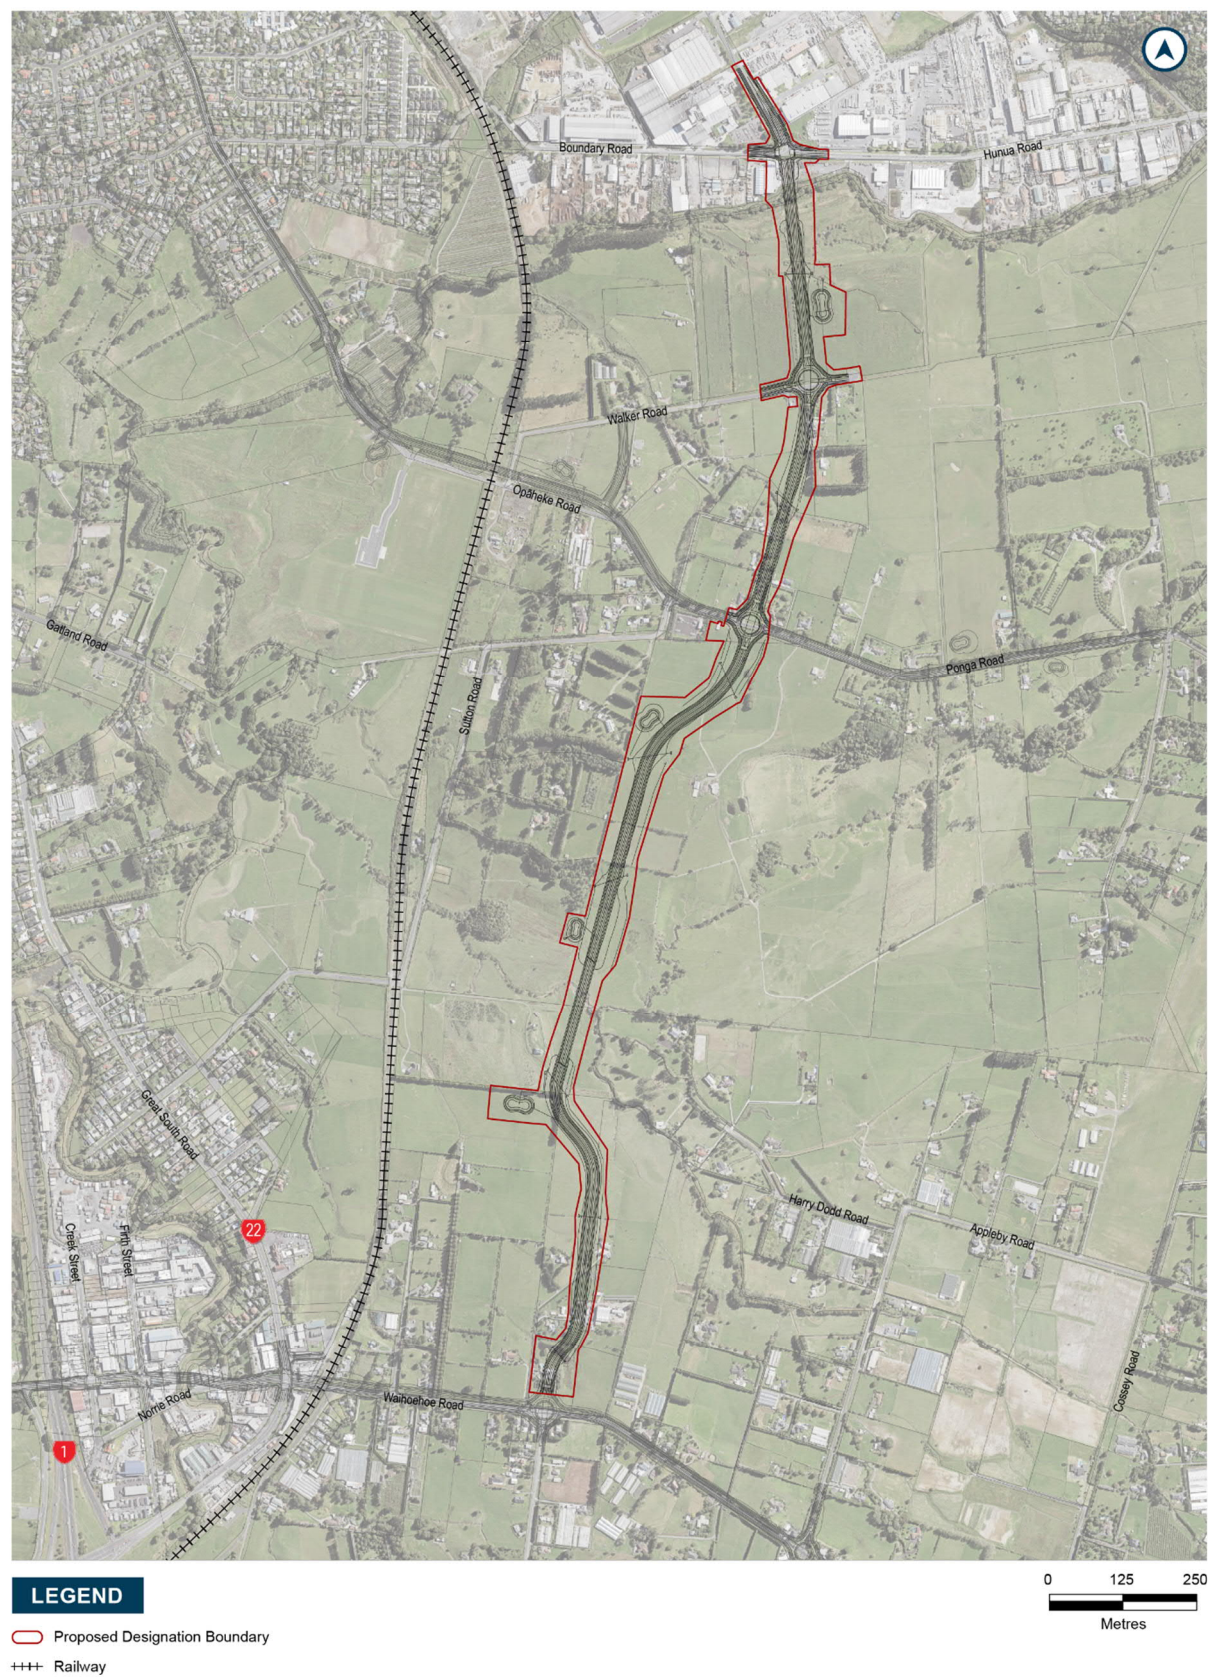 Boundary Road
Hunua Road
Walker Road
Opāheke Road
Gatland Road
Sutton Road
Ponga Road
Great South Road
Harry Dodd Road
Appleby Road
22
Creek Street
Firth Street
Cossey Road
Norrie Road
Waihoehoe Road
1
LEGEND
Proposed Designation Boundary
Railway
0 125 250
Metres